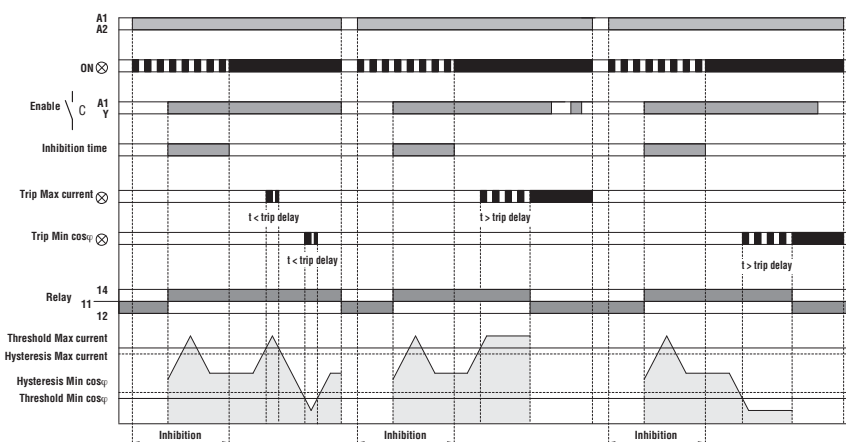 A1
A2
ON
Enable C A1
Y
Inhibition time
Trip Max current
t < trip delay t > trip delay
Trip Min cosφ
t < trip delay t > trip delay
Relay 14
11
12
Threshold Max current
Hysteresis Max current
Hysteresis Min cosφ
Threshold Min cosφ
Inhibition Inhibition Inhibition